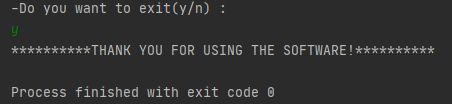 -Do you want to exit(y/n) :
y
**********THANK YOU FOR USING THE SOFTWARE!**********
Process finished with exit code 0